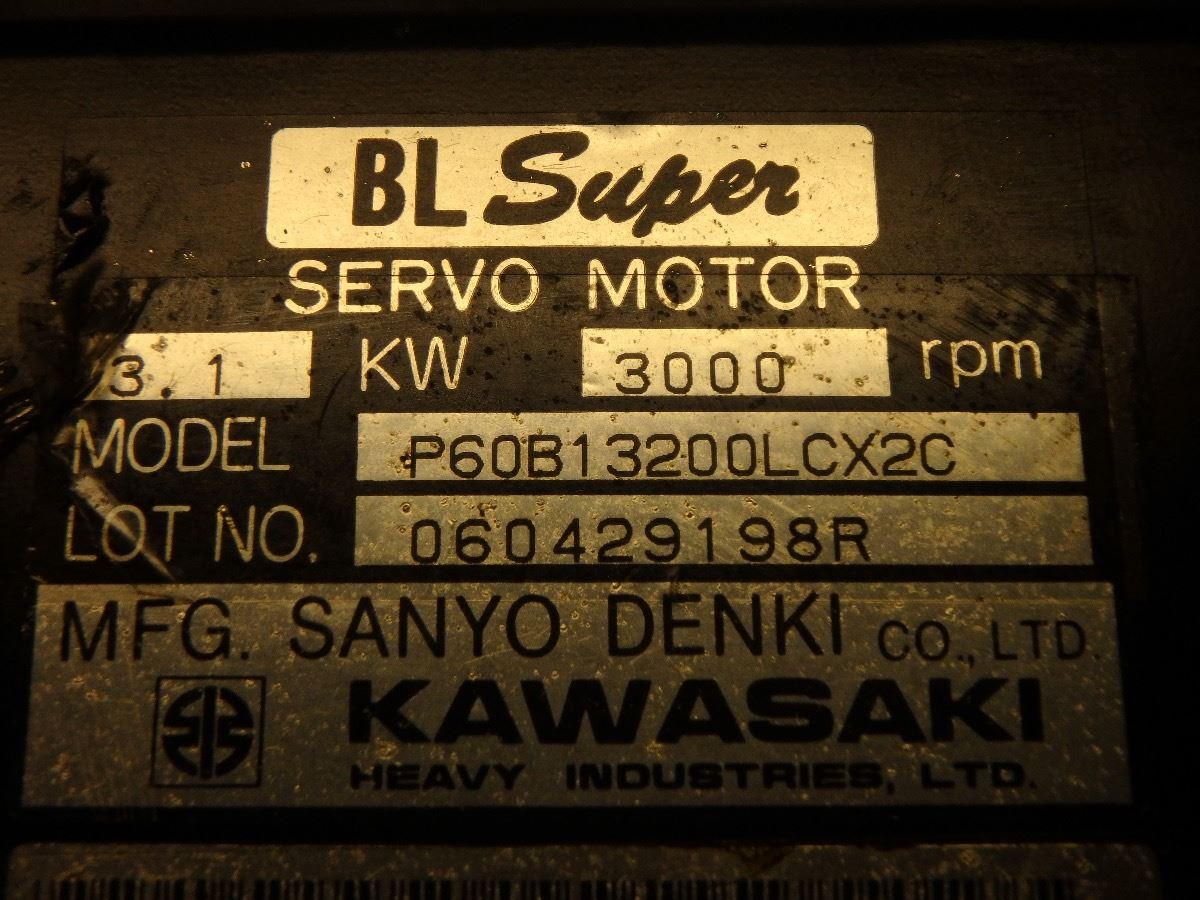 BL Super
SERVO MOTOR
3.1 KW 3000 rpm
MODEL P60B13200LCX2C
LOT NO. 060429198R
MFG. SANYO DENKI CO., LTD.
KAWASAKI
HEAVY INDUSTRIES, LTD.